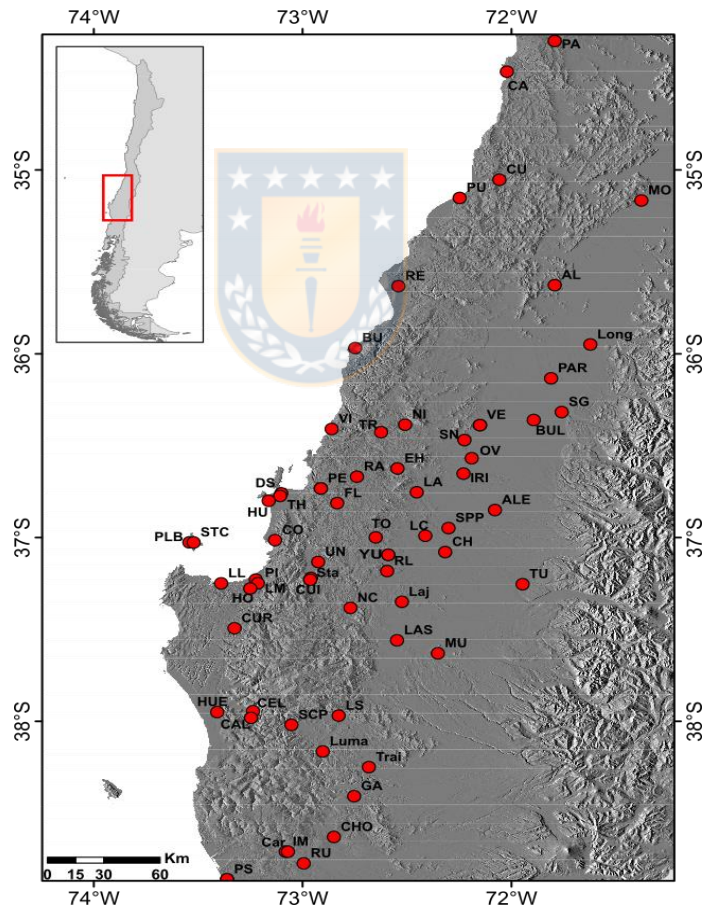 74°W 73°W 72°W
PA
CA
35°S 35°S
CU
PU
MO
RE
AL
BU
Long
36°S 36°S
PAR
SG
VI
TR
NI
VE
BUL
SN
OV
EH
RA
IRI
DS
PE
LA
FL
TH
HU
ALE
SPP
PLB
STC
CO
TO
LC
37°S 37°S
CH
UN
YU
RL
LL
PI
Sta
TU
LM
CUI
HO
NC
Laj
CUR
LAS
MU
HUE
CEL
LS
CAL
SCP
38°S 38°S
Luma
Trai
GA
CHO
Car
IM
RU
Km
0 15 30 60
PS
74°W 73°W 72°W